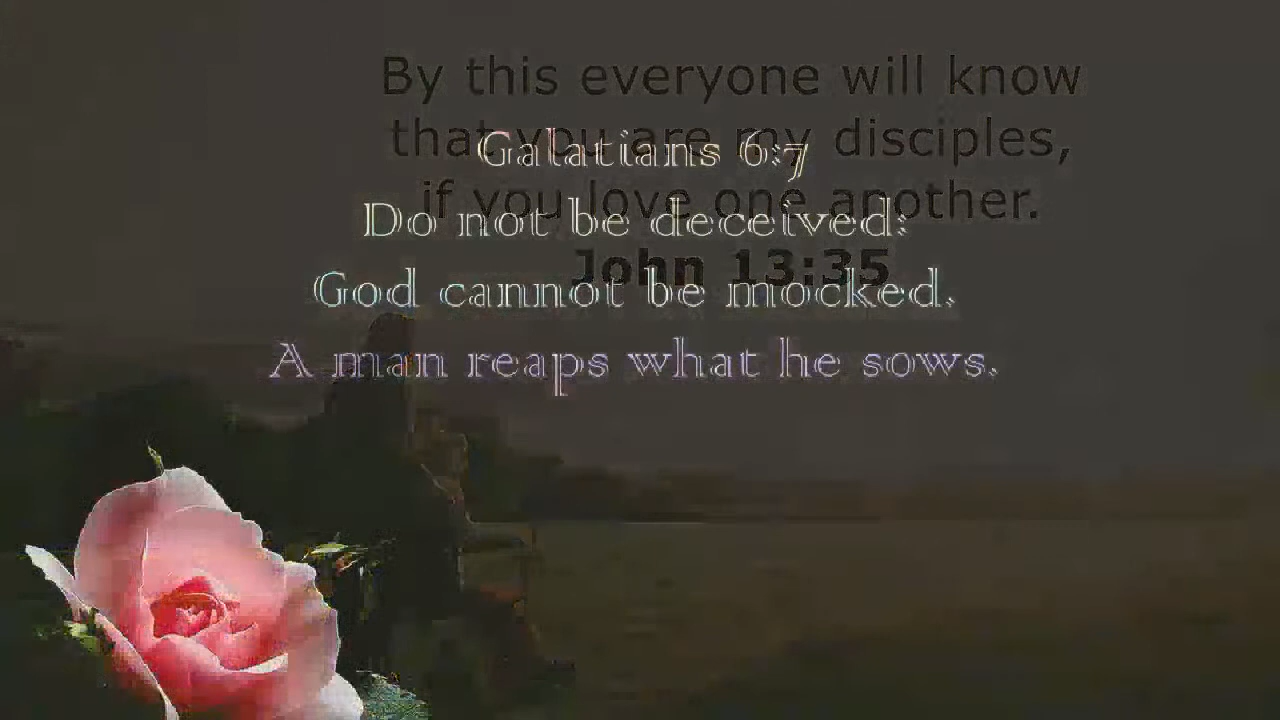 By this everyone will know
that you are my disciples,
if you love one another.
John 13:35
Galatians 6:7
Do not be deceived:
God cannot be mocked.
A man reaps what he sows.